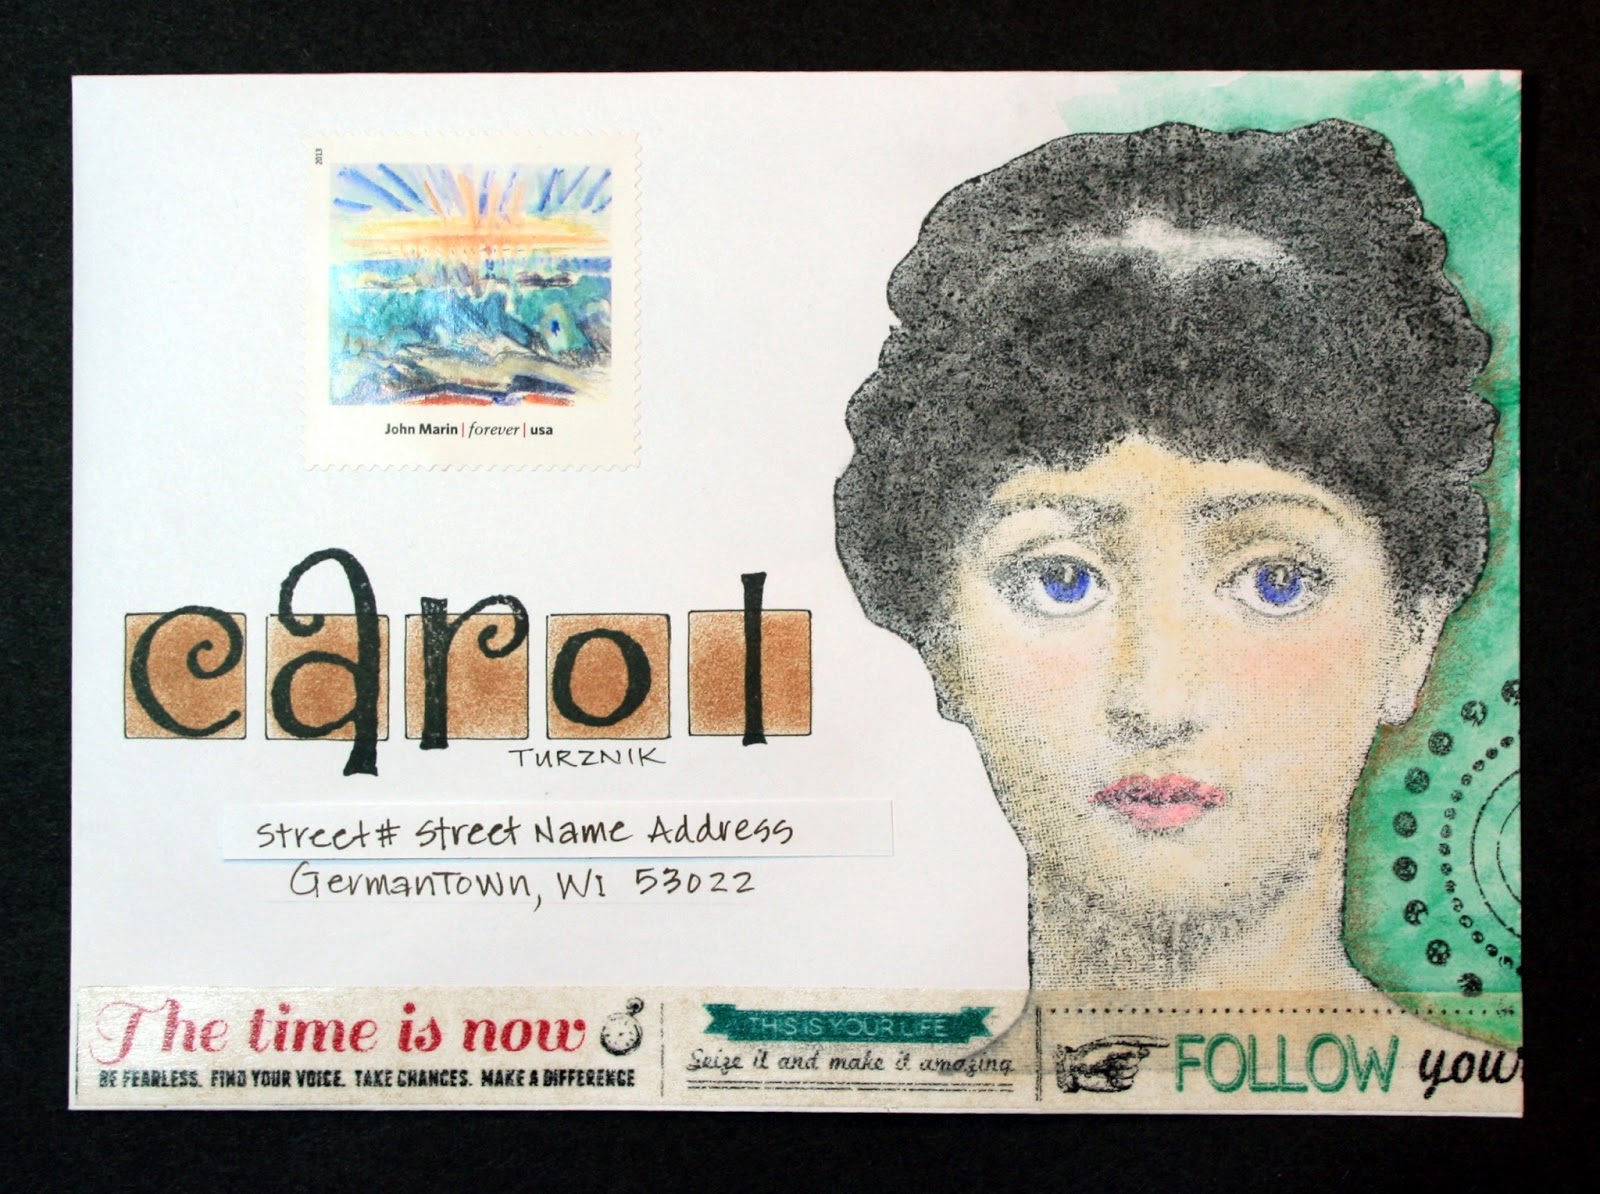 2013
John Marin | forever | usa
carol
TURZNIK
Street# Street Name Address
Germantown, WI 53022
The time is now
BE FEARLESS. FIND YOUR VOICE. TAKE CHANCES. MAKE A DIFFERENCE
THIS IS YOUR LIFE
Seize it and make it amazing
FOLLOW your